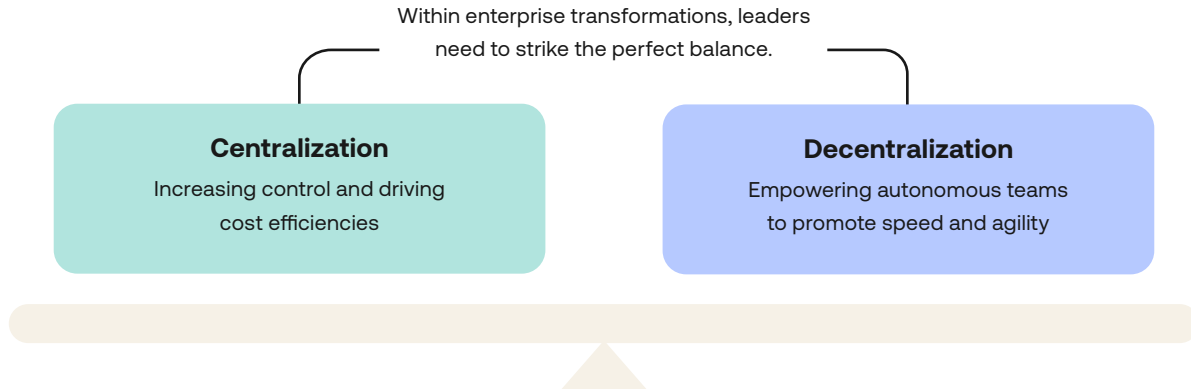 Within enterprise transformations, leaders
need to strike the perfect balance.
Centralization
Increasing control and driving
cost efficiencies
Decentralization
Empowering autonomous teams
to promote speed and agility